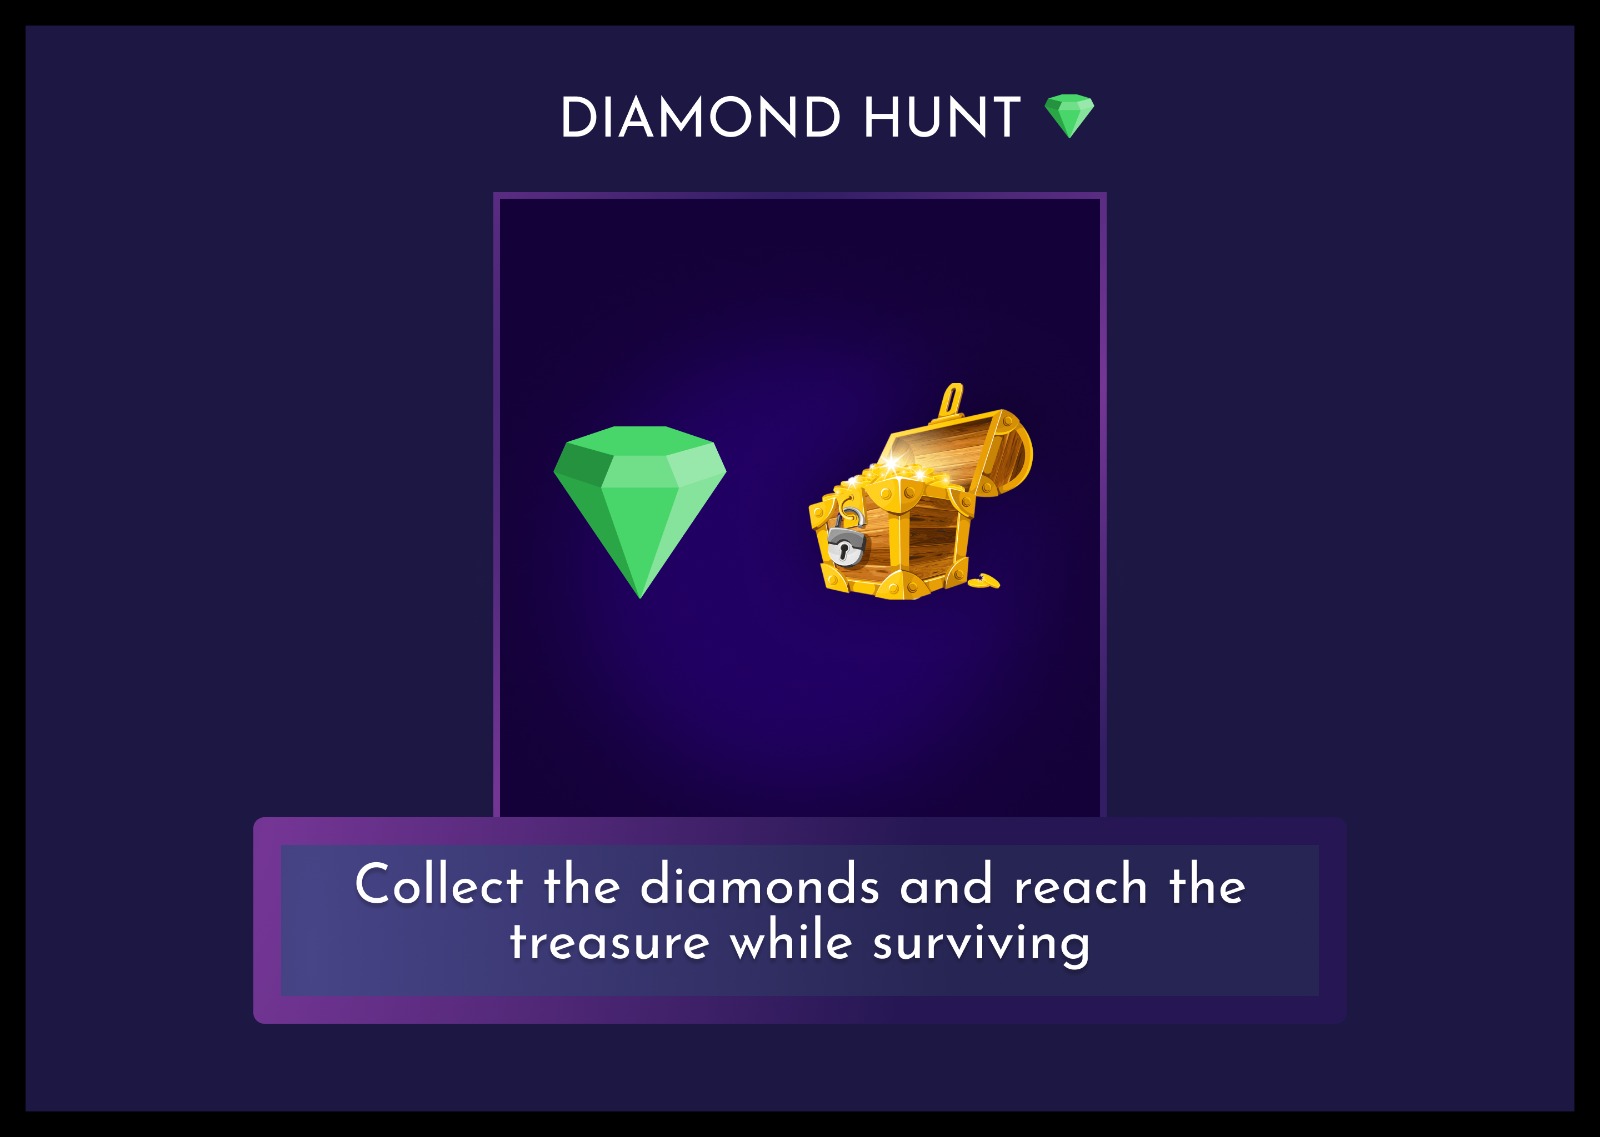 DIAMOND HUNT
Collect the diamonds and reach the
treasure while surviving